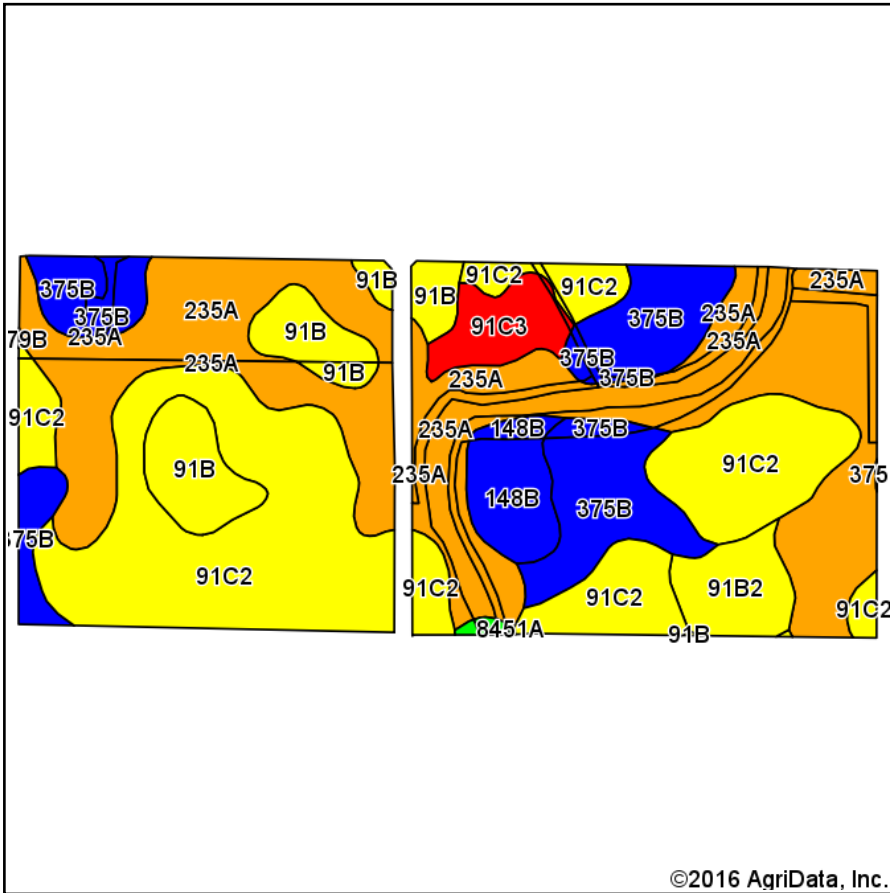 375B
375B
235A
235A
91B
91B
79B
235A
91B
91C2
91B
375B
91C2
91C2
91B
91C3
91C2
375B
235A
235A
235A
375B
375B
235A
235A
148B
375B
235A
91C2
375
148B
375B
91C2
91C2
91B2
91C2
8451A
91B
©2016 AgriData, Inc.